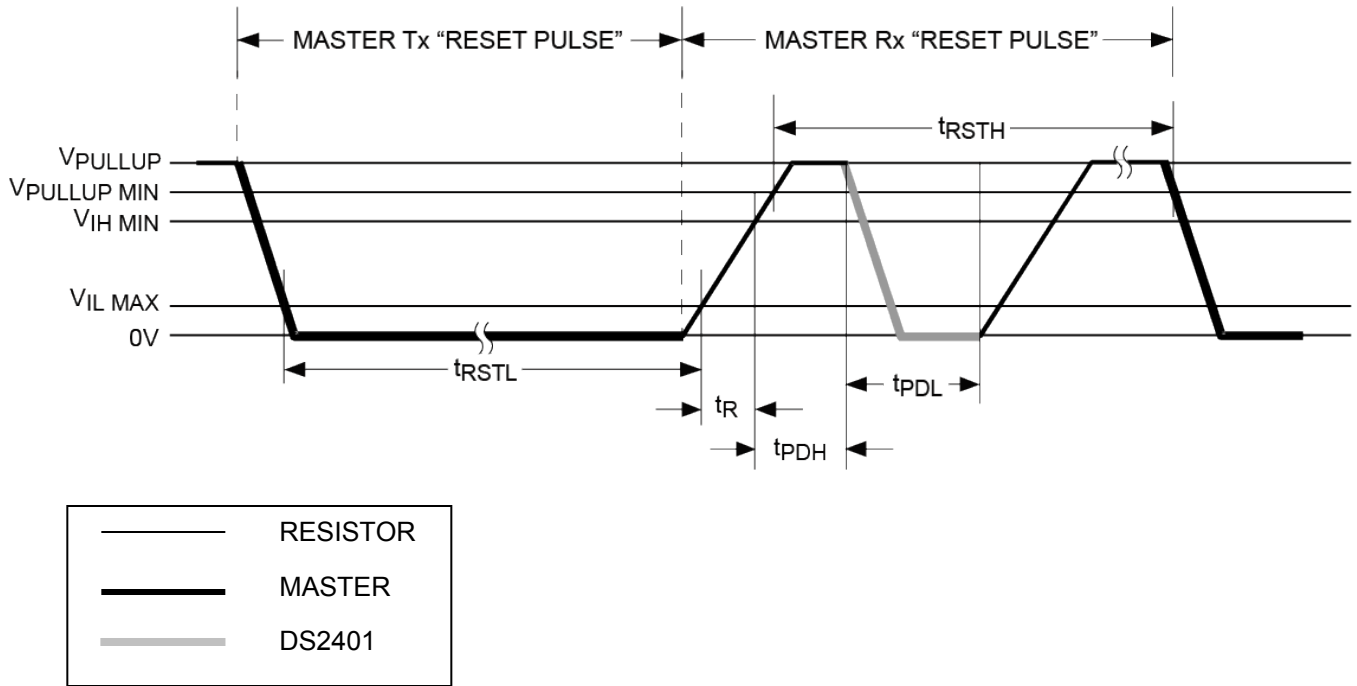 MASTER Tx “RESET PULSE”
MASTER Rx “RESET PULSE”
tRSTH
VPULLUP
VPULLUP MIN
VIH MIN
VIL MAX
0V
tRSTL
tPDL
tR
tPDH
RESISTOR
MASTER
DS2401